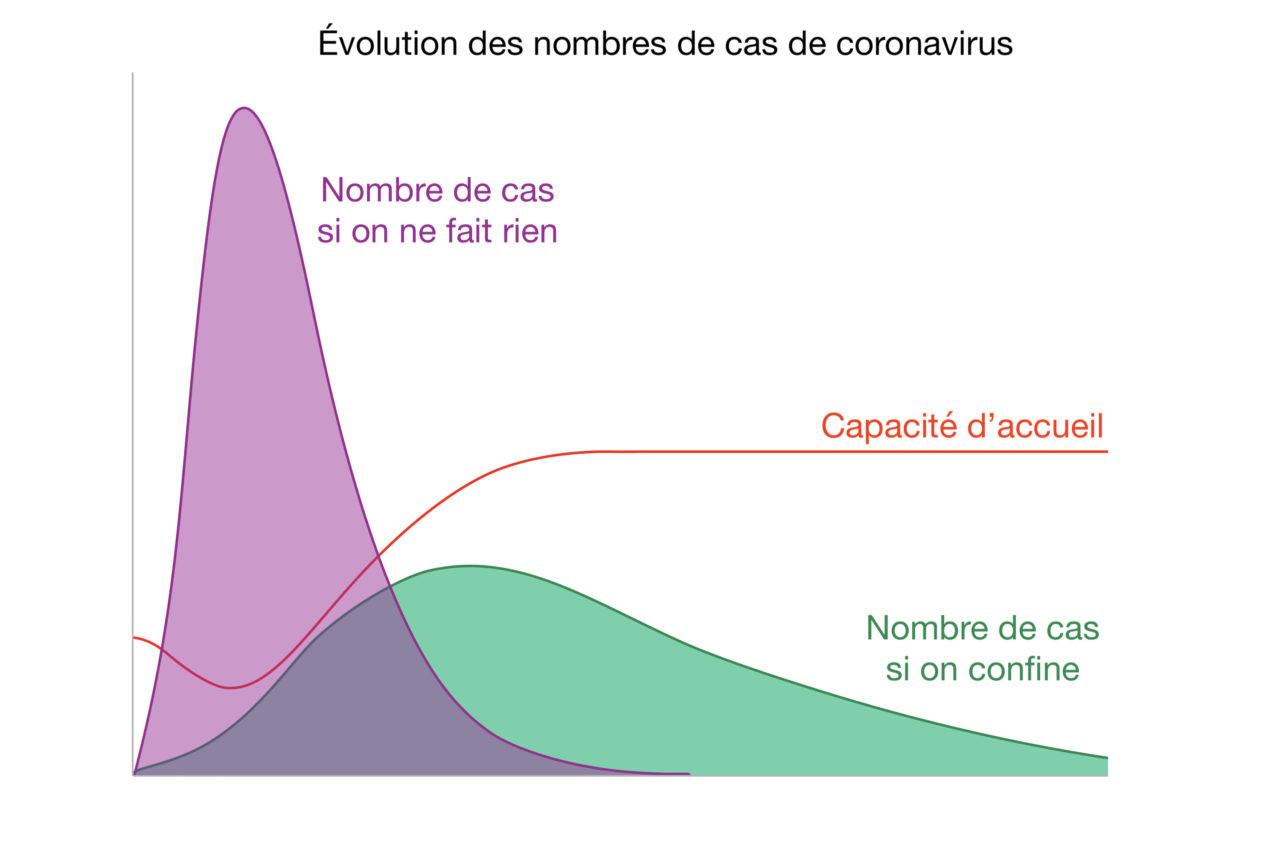 Évolution des nombres de cas de coronavirus
Nombre de cas
si on ne fait rien
Capacité d’accueil
Nombre de cas
si on confine